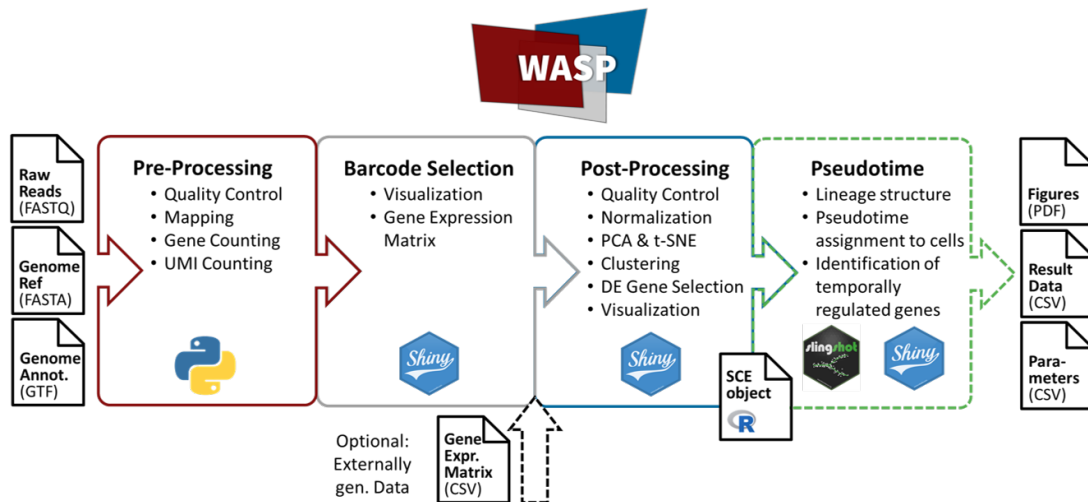 WASP
Raw
Reads
(FASTQ)
Genome
Ref
(FASTA)
Genome
Annot.
(GTF)
Pre-Processing
• Quality Control
• Mapping
• Gene Counting
• UMI Counting
Barcode Selection
• Visualization
• Gene Expression
Matrix
Shiny
Post-Processing
• Quality Control
• Normalization
• PCA & t-SNE
• Clustering
• DE Gene Selection
• Visualization
Shiny
Pseudotime
• Lineage structure
• Pseudotime
assignment to cells
• Identification of
temporally
regulated genes
slingshot
Shiny
SCE
object
R
Figures
(PDF)
Result
Data
(CSV)
Para-
meters
(CSV)
Optional:
Externally
gen. Data
Gene
Expr.
Matrix
(CSV)